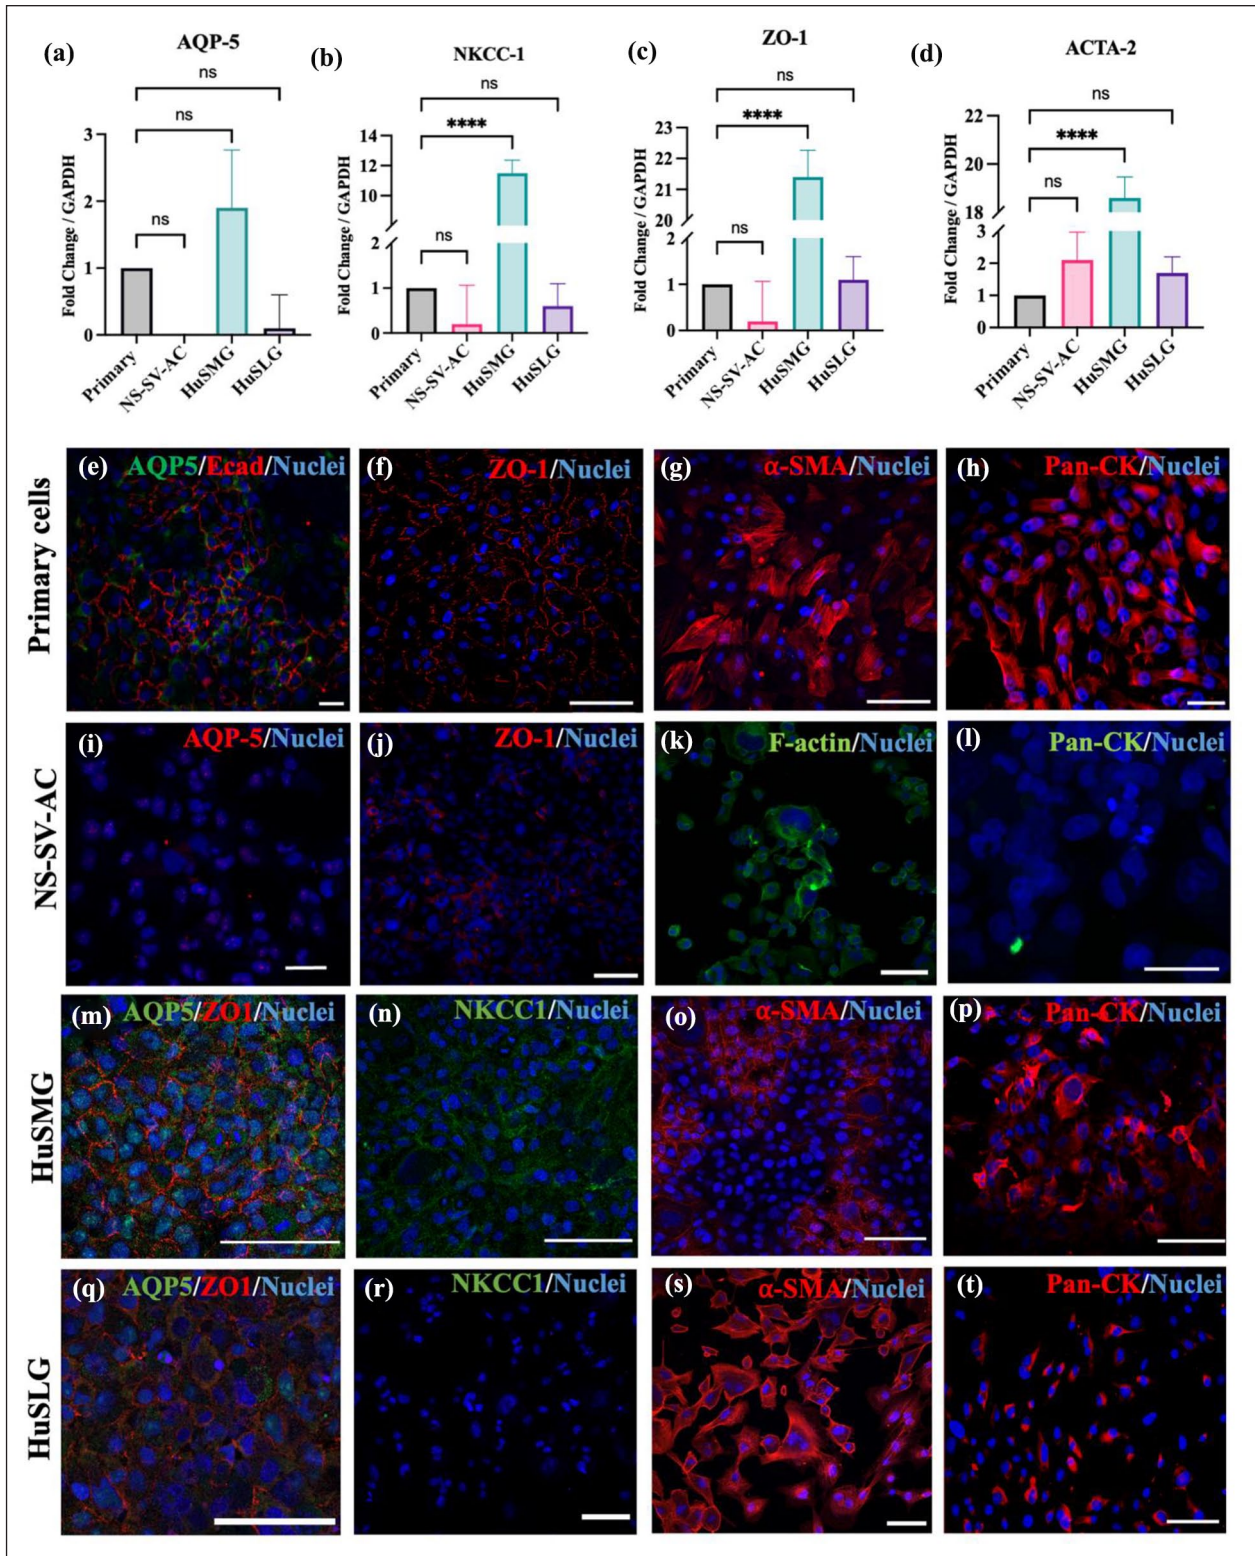 (a) AQP-5
ns
ns
ns
Fold Change / GAPDH
3
2
1
0
Primary
NS-SV-AC
HuSMG
HuSLG
(b) NKCC-1
ns
****
ns
Fold Change / GAPDH
14
12
10
2
1
0
Primary
NS-SV-AC
HuSMG
HuSLG
(c) ZO-1
ns
****
ns
Fold Change / GAPDH
23
22
21
20
2
1
0
Primary
NS-SV-AC
HuSMG
HuSLG
(d) ACTA-2
ns
****
ns
Fold Change / GAPDH
22
20
18
3
2
1
0
Primary
NS-SV-AC
HuSMG
HuSLG
Primary cells
(e) AQP5/Ecad/Nuclei
(f) ZO-1/Nuclei
(g) α-SMA/Nuclei
(h) Pan-CK/Nuclei
NS-SV-AC
(i) AQP-5/Nuclei
(j) ZO-1/Nuclei
(k) F-actin/Nuclei
(l) Pan-CK/Nuclei
HuSMG
(m) AQP5/ZO1/Nuclei
(n) NKCC1/Nuclei
(o) α-SMA/Nuclei
(p) Pan-CK/Nuclei
HuSLG
(q) AQP5/ZO1/Nuclei
(r) NKCC1/Nuclei
(s) α-SMA/Nuclei
(t) Pan-CK/Nuclei